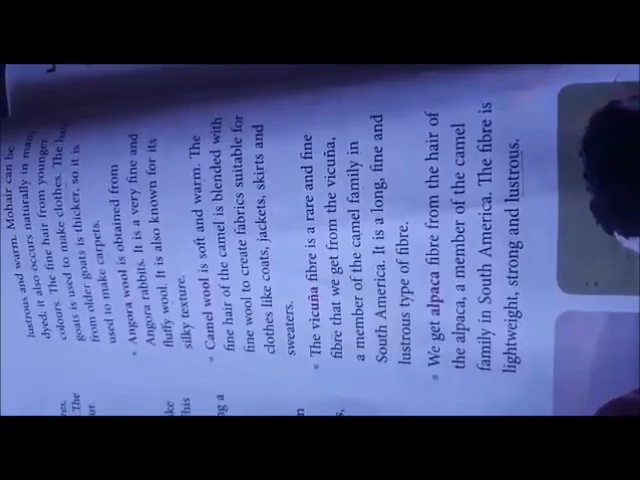 lustrous and warm. Mohair can be
dyed; it also occurs naturally in many
colours. The fine hair from younger
goats is used to make clothes. The hair
from older goats is thicker, so it is
used to make carpets.
• Angora wool is obtained from
Angora rabbits. It is a very fine and
fluffy wool. It is also known for its
silky texture.
• Camel wool is soft and warm. The
fine hair of the camel is blended with
fine wool to create fabrics suitable for
clothes like coats, jackets, skirts and
sweaters.
• The vicuña fibre is a rare and fine
fibre that we get from the vicuña,
a member of the camel family in
South America. It is a long, fine and
lustrous type of fibre.
• We get alpaca fibre from the hair of
the alpaca, a member of the camel
family in South America. The fibre is
lightweight, strong and lustrous.